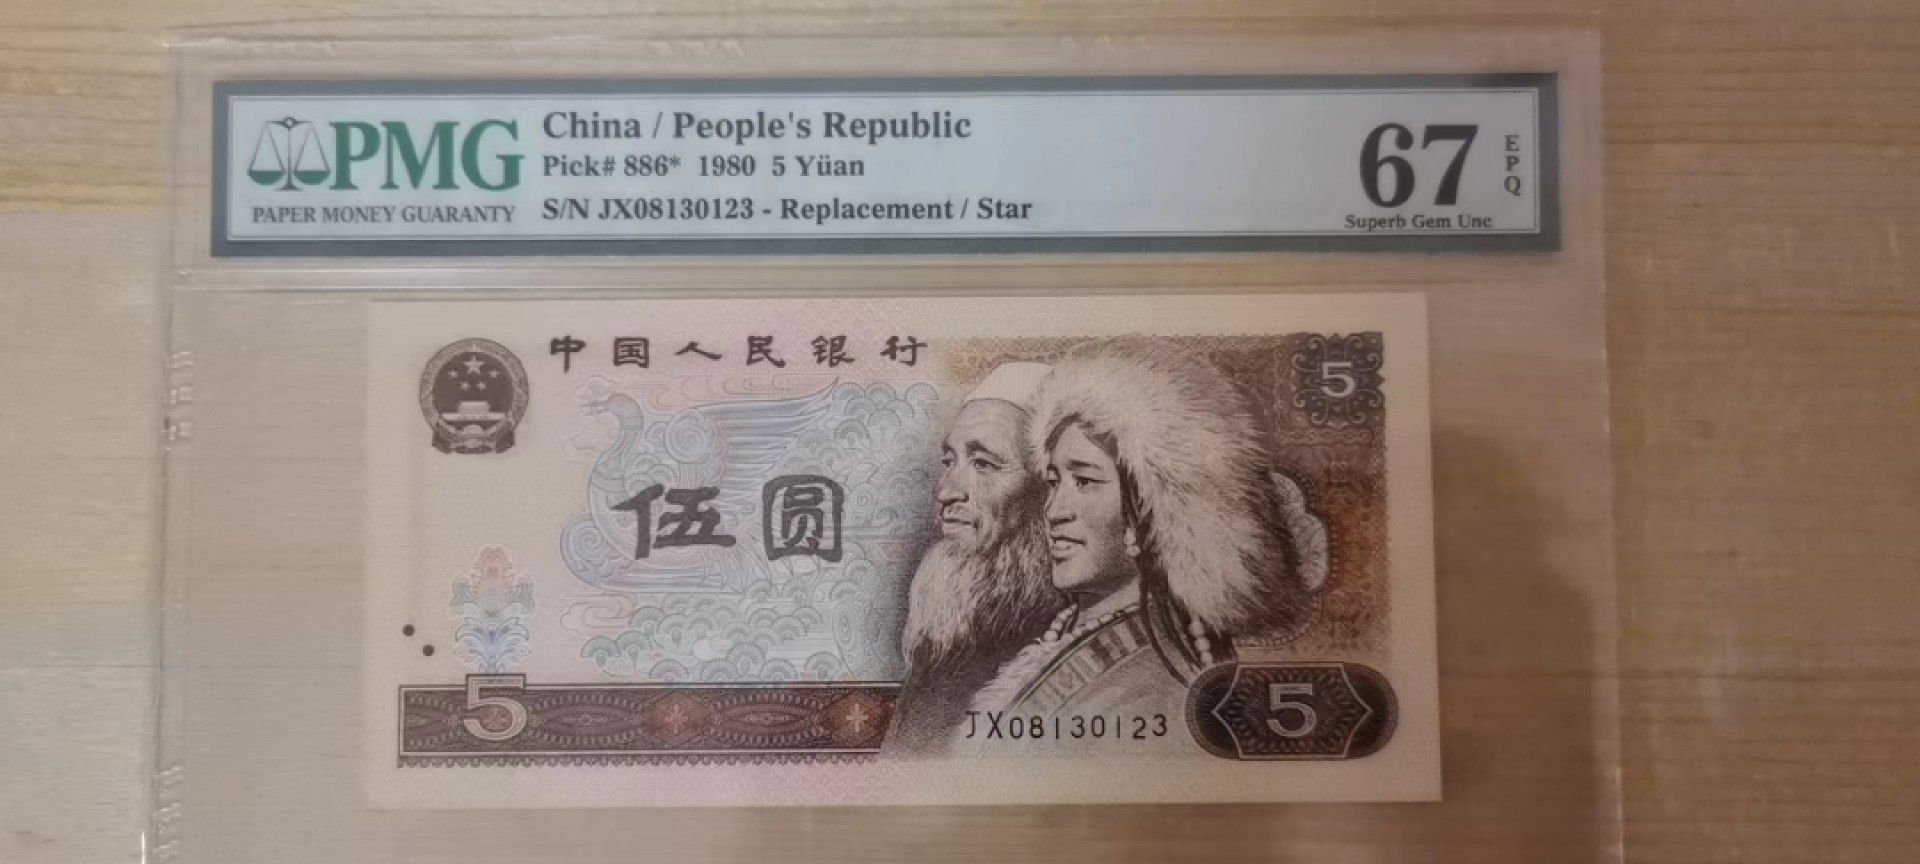 PMG
PAPER MONEY GUARANTY
China / People's Republic
Pick# 886* 1980 5 Yüan
S/N JX08130123 - Replacement / Star
67
EPQ
Superb Gem Unc
中国人民银行
5
伍圆
5
JX08130123
5